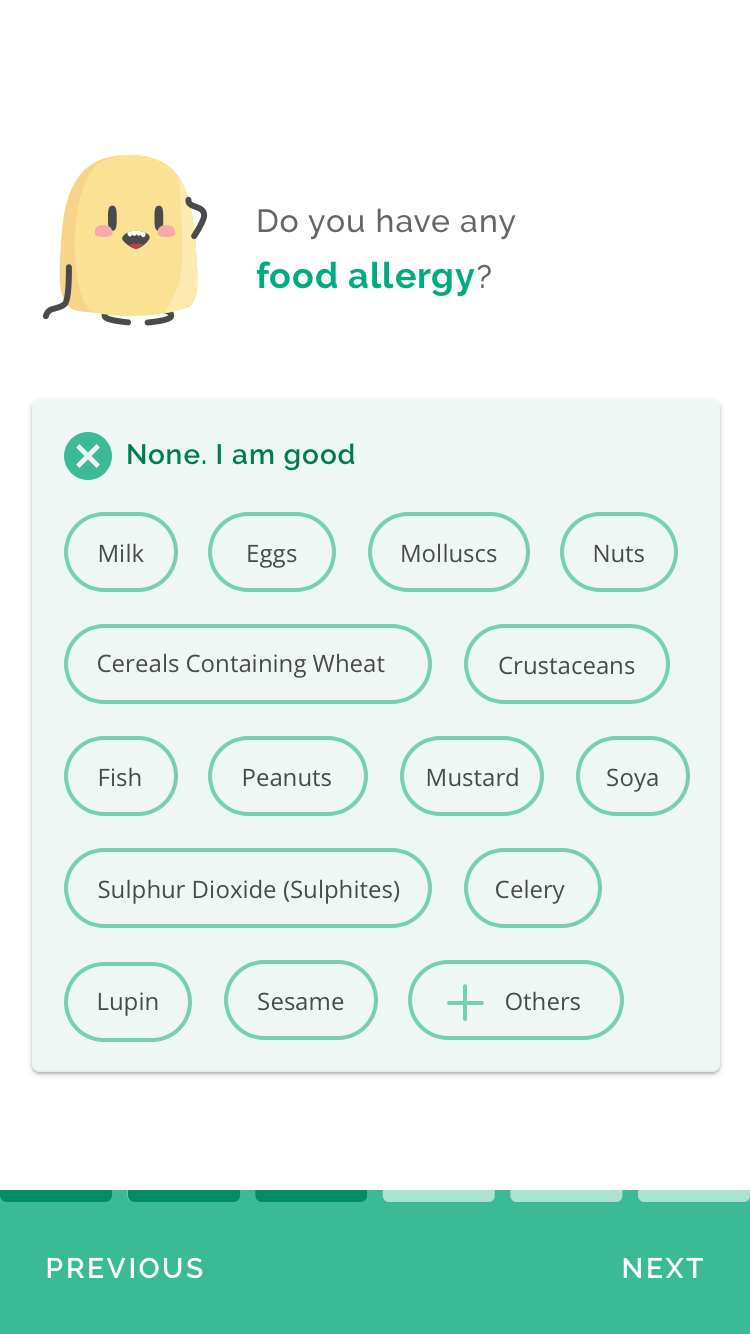 Do you have any
food allergy?
None. I am good
Milk
Eggs
Molluscs
Nuts
Cereals Containing Wheat
Crustaceans
Fish
Peanuts
Mustard
Soya
Sulphur Dioxide (Sulphites)
Celery
Lupin
Sesame
Others
PREVIOUS
NEXT